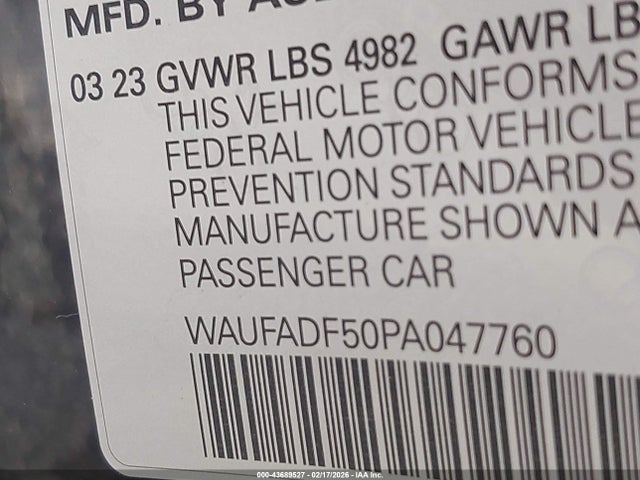 MFD. BY
03 23 GVWR LBS 4982 GAWR LB
THIS VEHICLE CONFORMS
FEDERAL MOTOR VEHICLE
PREVENTION STANDARDS
MANUFACTURE SHOWN A
PASSENGER CAR
WAUFADF50PA047760
000-43689527 - 02/17/2026 - IAA Inc.